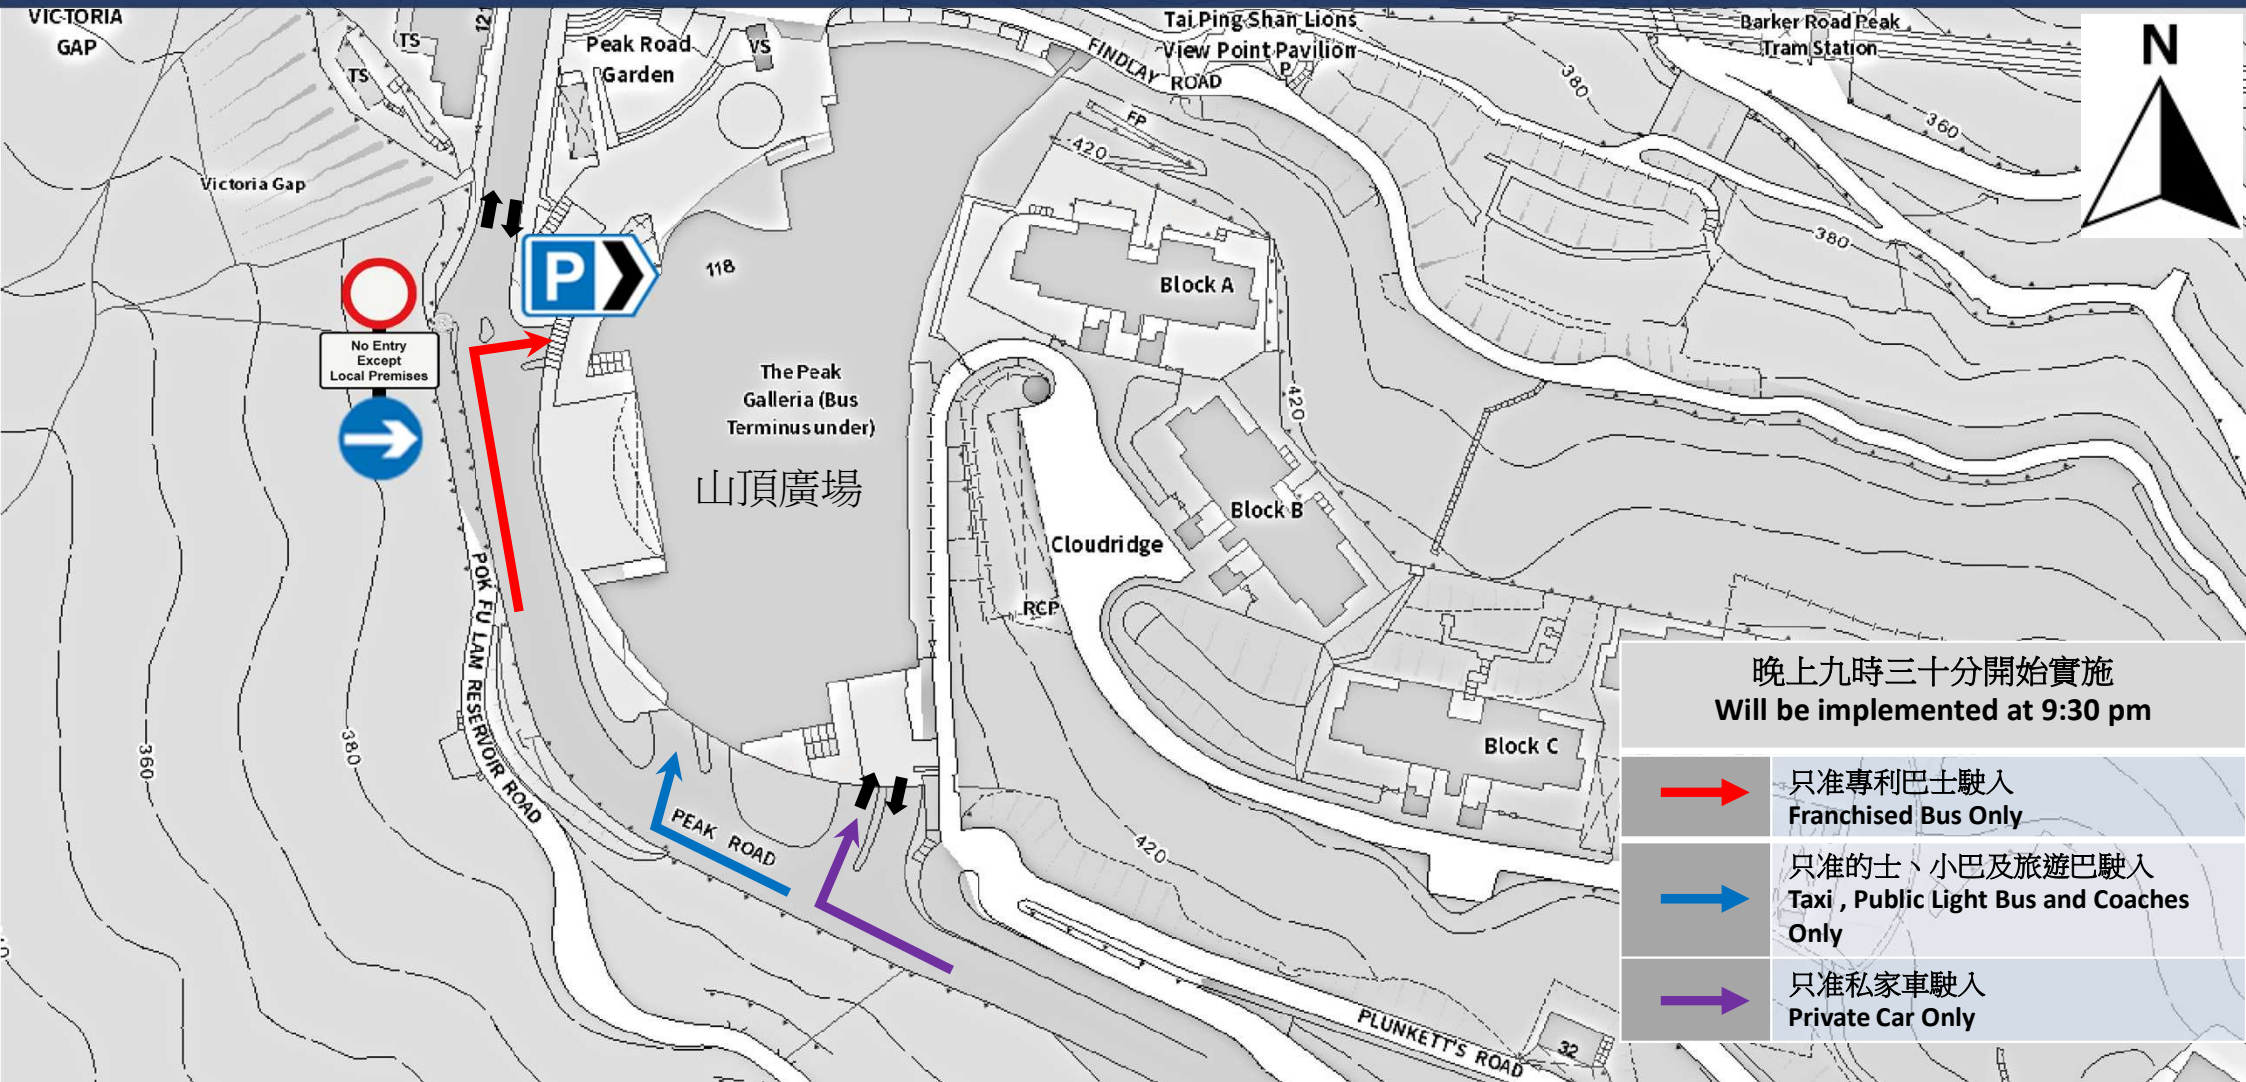 VICTORIA
GAP
TS
TS
121
Peak Road
Garden
VS
Tai Ping Shan Lions
View Point Pavilion
P
FINDLAY ROAD
Barker Road Peak
Tram Station
N
380
360
FP
420
Victoria Gap
380
P
118
Block A
No Entry
Except
Local Premises
The Peak
Galleria (Bus
Terminus under)
山頂廣場
420
Block B
Cloudridge
RCP
POK FU LAM RESERVOIR ROAD
360
380
Block C
PEAK ROAD
420
PLUNKETT'S ROAD
32
晚上九時三十分開始實施
Will be implemented at 9:30 pm
只准專利巴士駛入
Franchised Bus Only
只准的士、小巴及旅遊巴駛入
Taxi , Public Light Bus and Coaches
Only
只准私家車駛入
Private Car Only